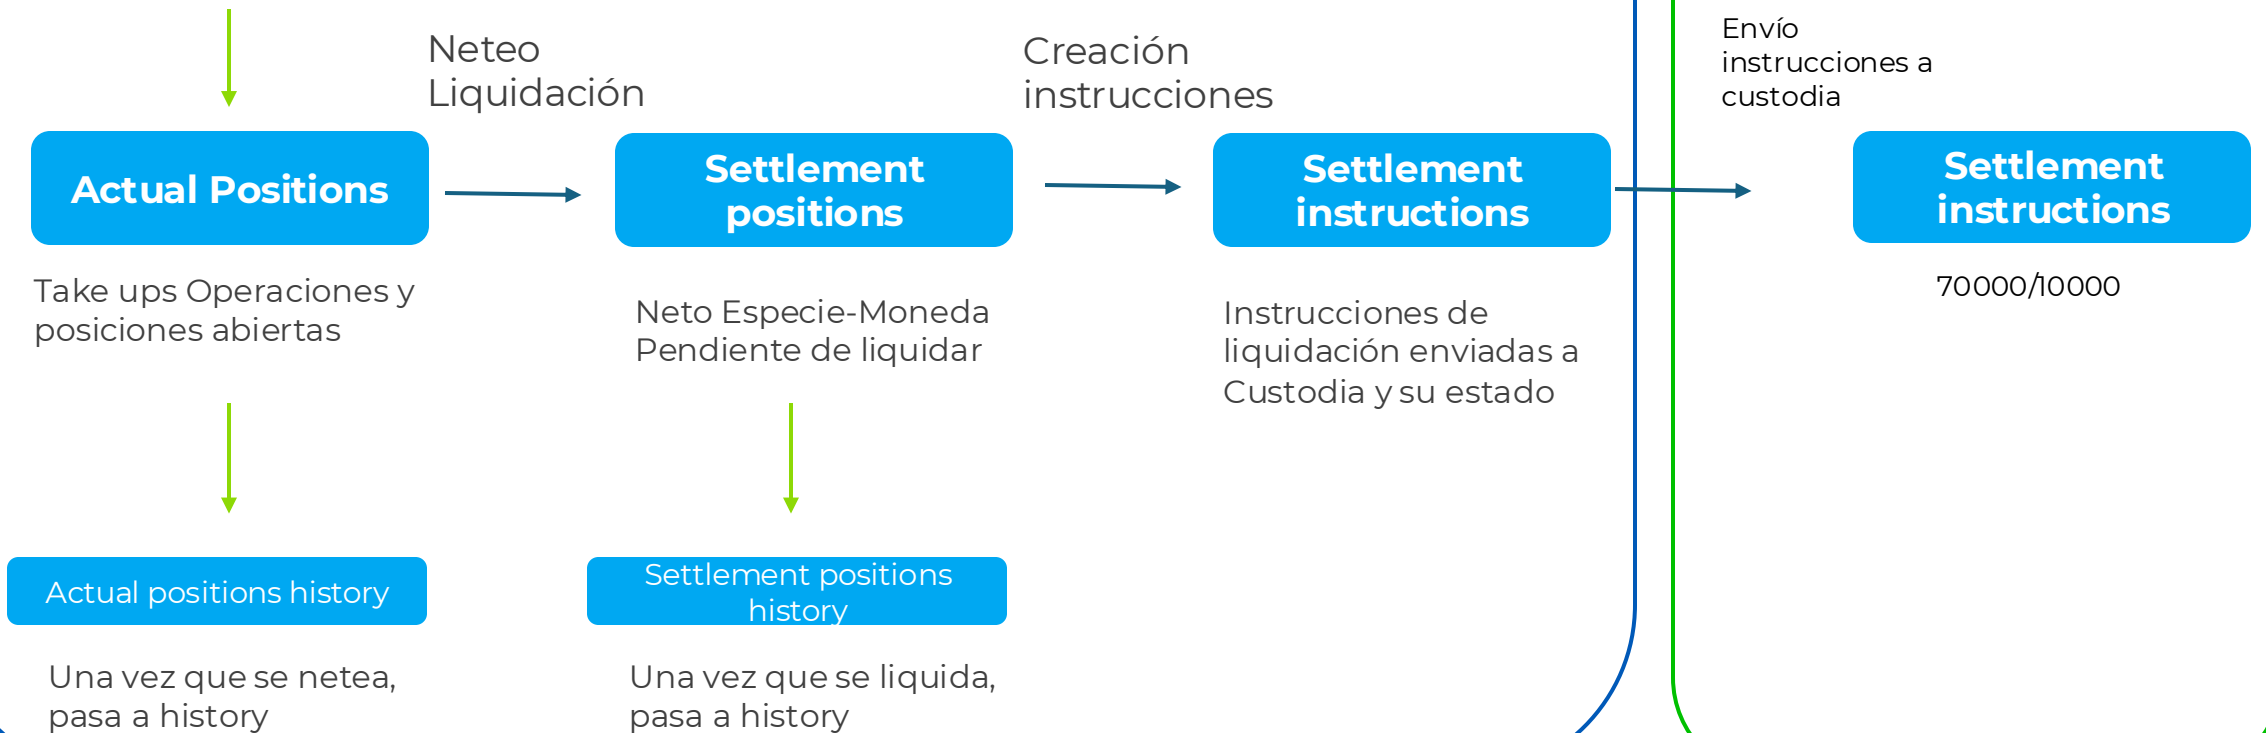 Neteo
Liquidación
Creación
instrucciones
Envío
instrucciones a
custodia
Actual Positions
Settlement
positions
Settlement
instructions
Settlement
instructions
Take ups Operaciones y
posiciones abiertas
Neto Especie-Moneda
Pendiente de liquidar
Instrucciones de
liquidación enviadas a
Custodia y su estado
70000/10000
Actual positions history
Settlement positions
history
Una vez que se netea,
pasa a history
Una vez que se liquida,
pasa a history